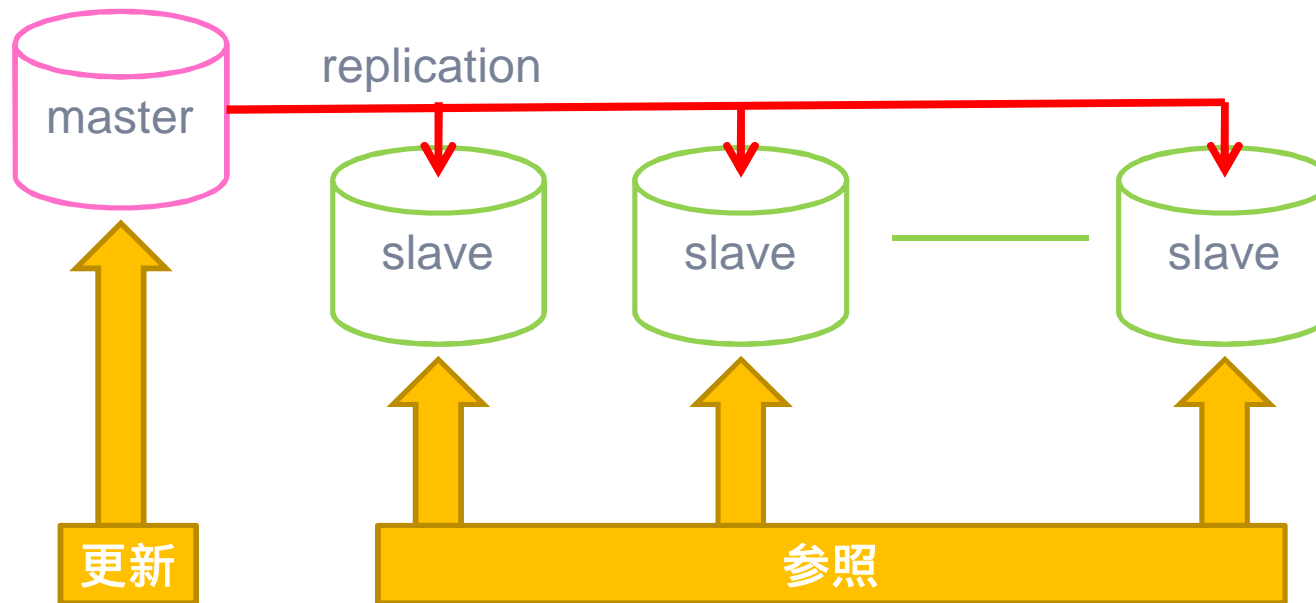 replication
master
slave
slave
slave
更新
参照